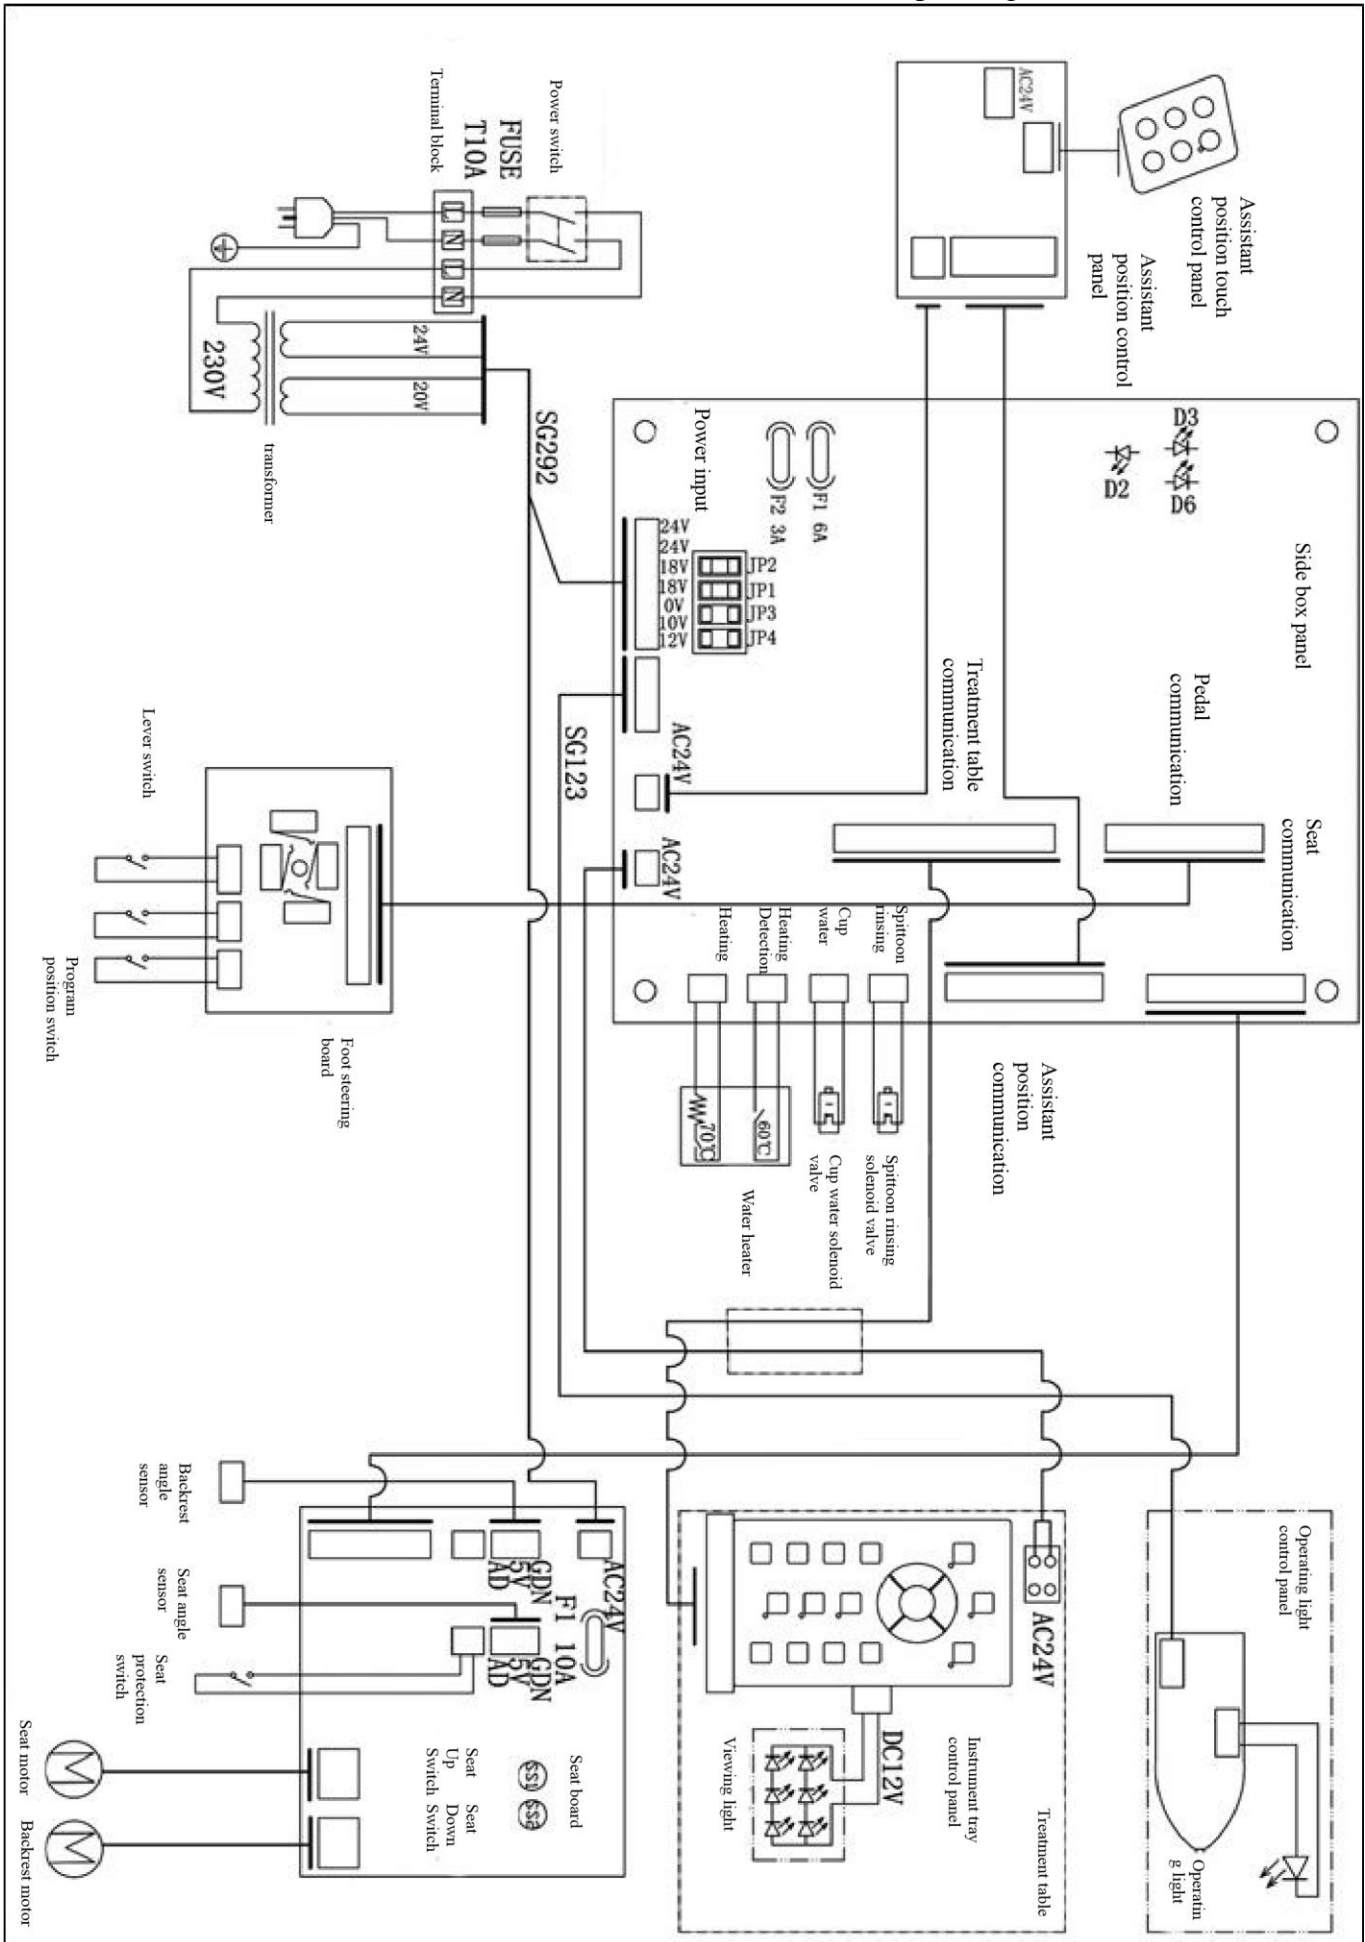 Assistant
position touch
control panel
AC24V
Assistant
position control
panel
Power switch
FUSE
T10A
Terminal block
L
N
L
N
24V
20V
230V
transformer
SG292
Power input
F1 6A
F2 3A
D3
D6
D2
Side box panel
24V
24V
18V
18V
0V
10V
12V
JP2
JP1
JP3
JP4
SG123
AC24V
AC24V
Treatment table
communication
Pedal
communication
Seat
communication
Spittoon
rinsing
Cup
water
Heating
Detection
Heating
Assistant
position
communication
Spittoon rinsing
solenoid valve
Cup water solenoid
valve
Water heater
60℃
70℃
Lever switch
Program
position switch
Foot steering
board
Backrest
angle
sensor
Seat angle
sensor
Seat
protection
switch
AC24V
GDN
5V
AD
F1 10A
GDN
5V
AD
Seat board
SS1
SS2
Seat
Up
Switch
Seat
Down
Switch
M
Seat motor
M
Backrest motor
AC24V
DC12V
Instrument tray
control panel
Viewing light
Treatment table
Operating light
control panel
Operatin
g light